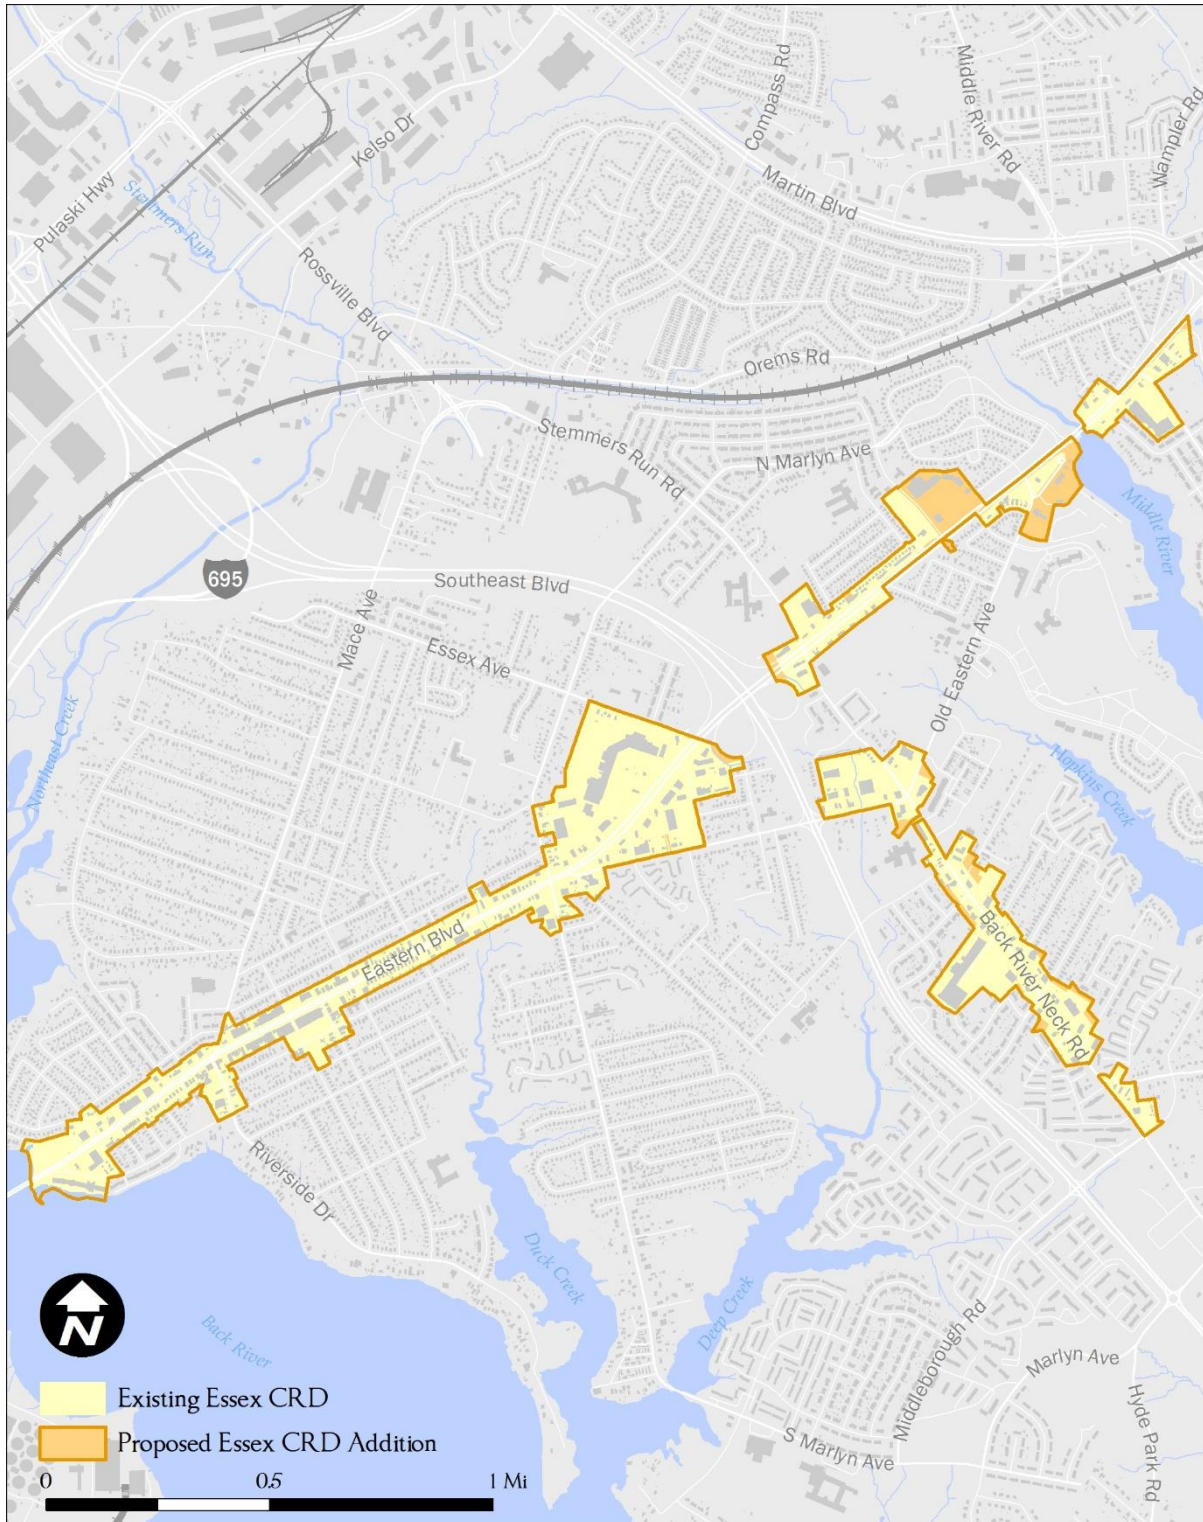 Compass Rd
Middle River Rd
Wampler Rd
Kelso Dr
Pulaski Hwy
Stemmers Run
Martin Blvd
Rossville Blvd
Orems Rd
Stemmers Run Rd
N Marlyn Ave
Middle River
695
Southeast Blvd
Mace Ave
Essex Ave
Old Eastern Ave
Northeast Creek
Hopkins Creek
Eastern Blvd
Back River Neck Rd
Riverside Dr
Duck Creek
Deep Creek
Back River
Middleborough Rd
Marlyn Ave
Hyde Park Rd
S Marlyn Ave
N
Existing Essex CRD
Proposed Essex CRD Addition
0 0.5 1 Mi